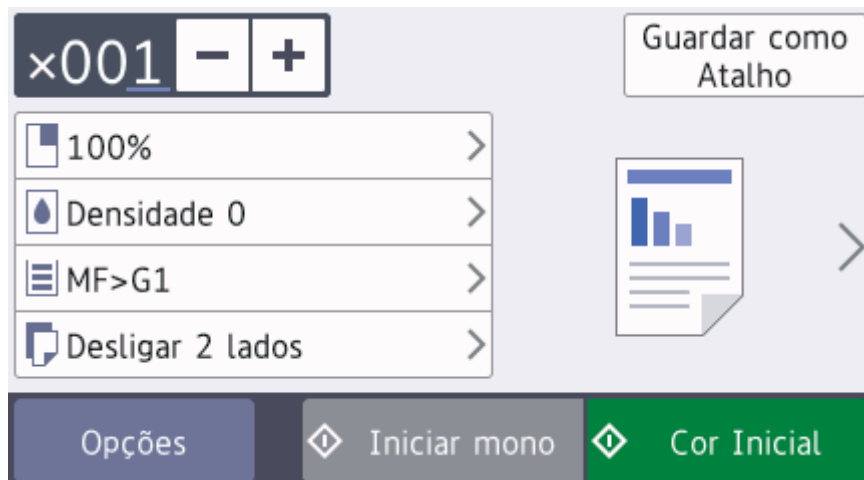 ×001 − +
Guardar como
Atalho
100%
Densidade 0
MF>G1
Desligar 2 lados
Opções
Iniciar mono
Cor Inicial